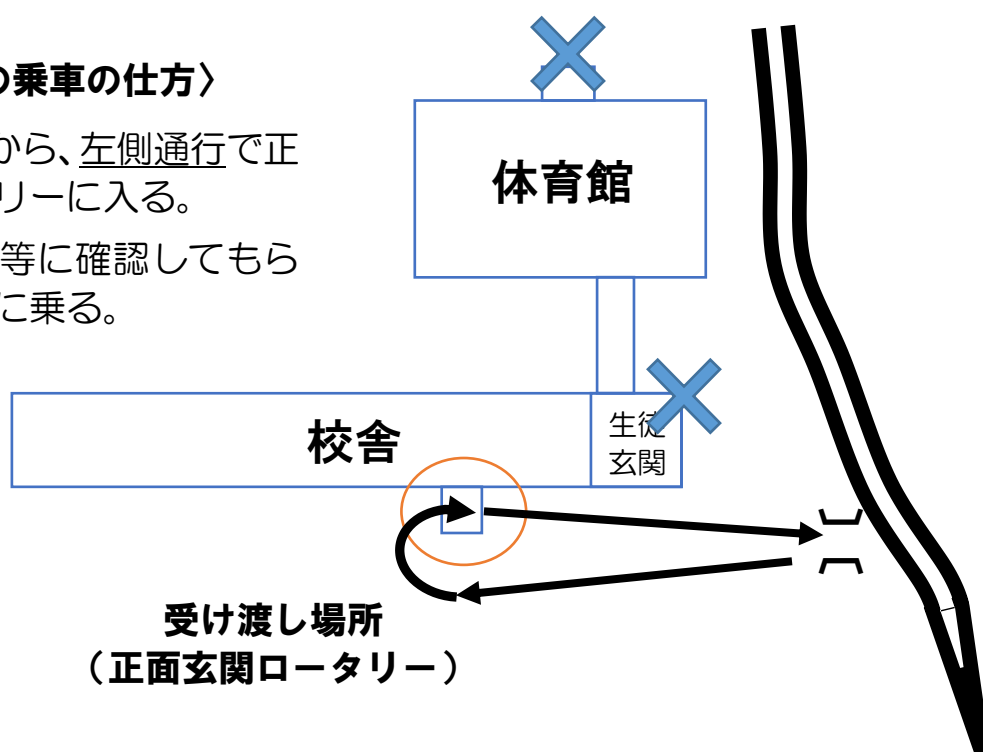 の乗車の仕方〉
から、左側通行で正
リーに入る。
等に確認してもら
に乗る。
体育館
校舎
生徒
玄関
受け渡し場所
（正面玄関ロータリー）